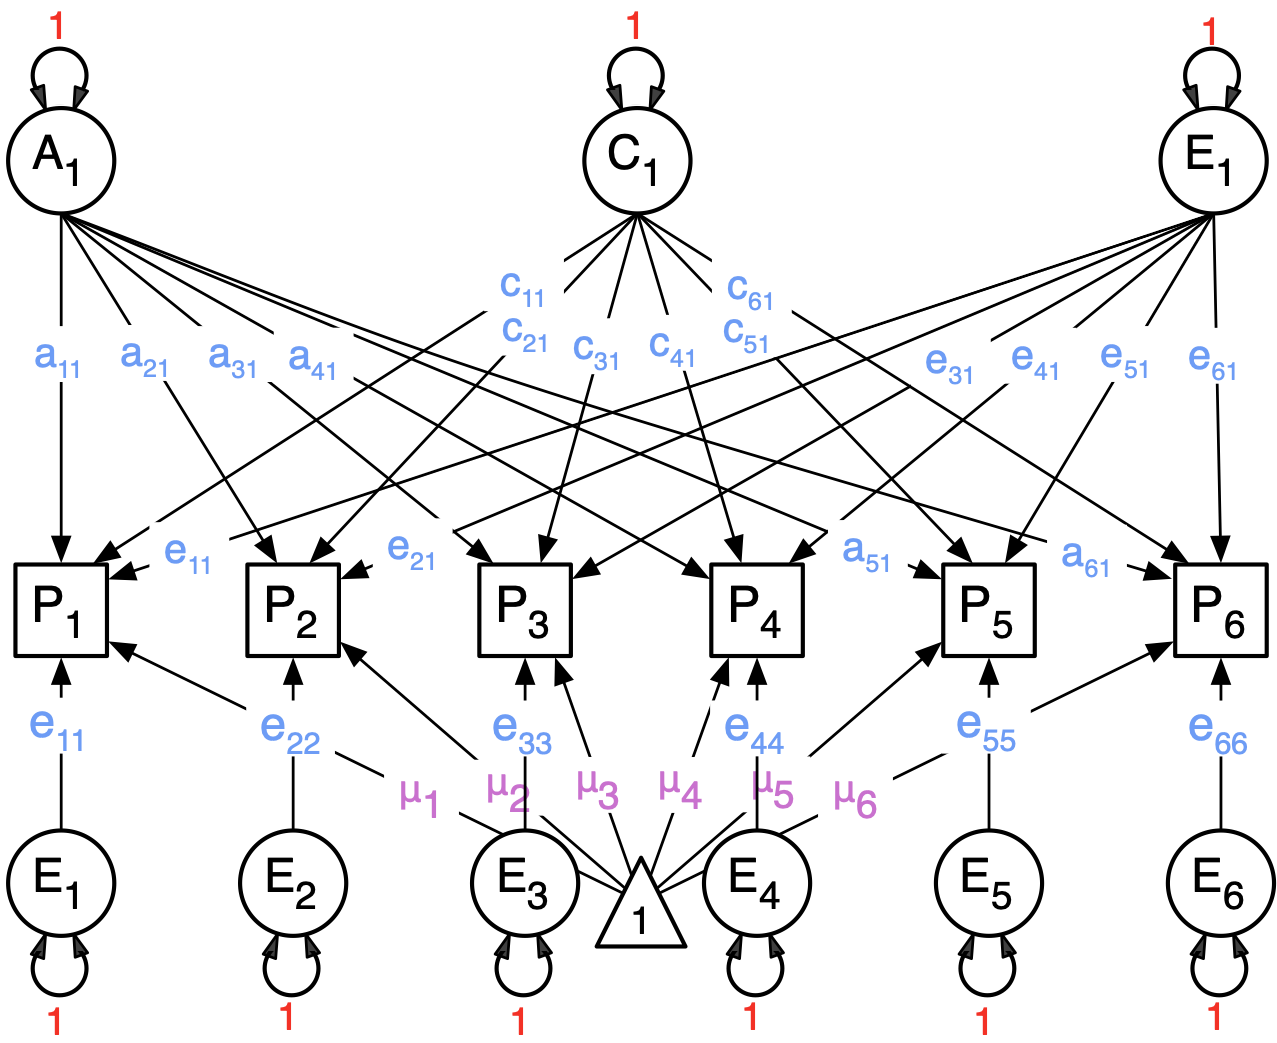 1 1 1
A1 C1 E1
c11 c61
c21 c51
a11 a21 a31 a41 c31 c41 e31 e41 e51 e61
e11 e21 a51 a61
P1 P2 P3 P4 P5 P6
e11 e22 e33 e44 e55 e66
μ1 μ2 μ3 μ4 μ5 μ6
E1 E2 E3 1 E4 E5 E6
1 1 1 1 1 1